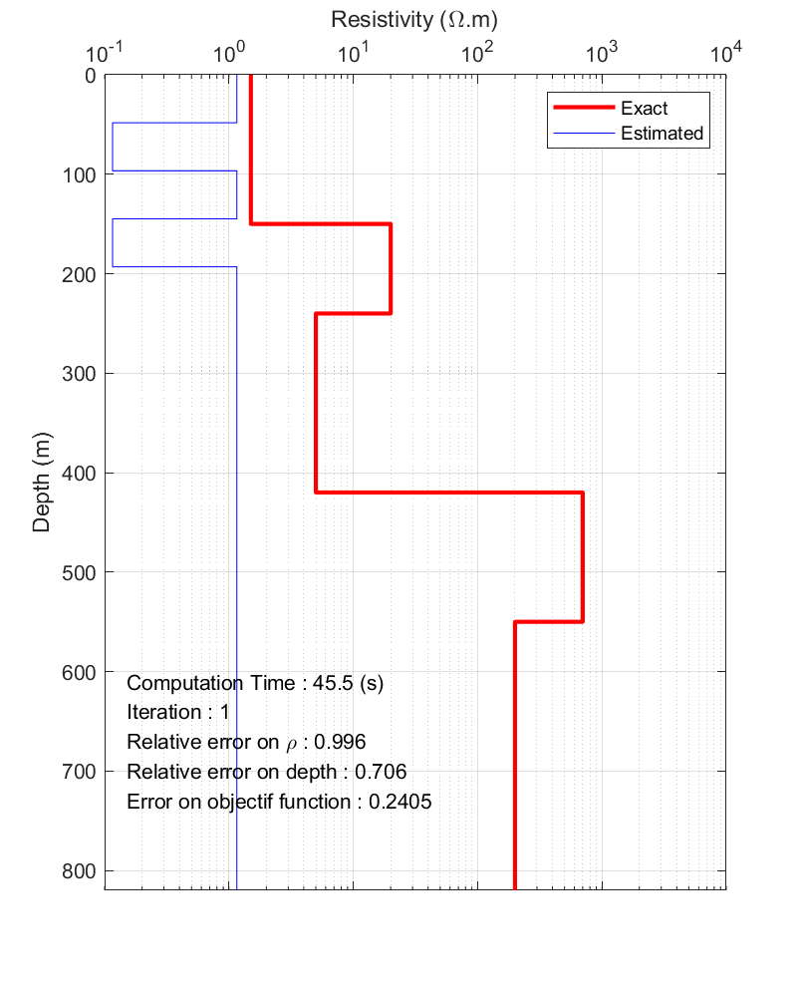 Resistivity (Ω.m)
10^-1 10^0 10^1 10^2 10^3 10^4
0
Exact
Estimated
100
200
300
400
Depth (m)
500
600
Computation Time : 45.5 (s)
Iteration : 1
Relative error on ρ : 0.996
700
Relative error on depth : 0.706
Error on objectif function : 0.2405
800